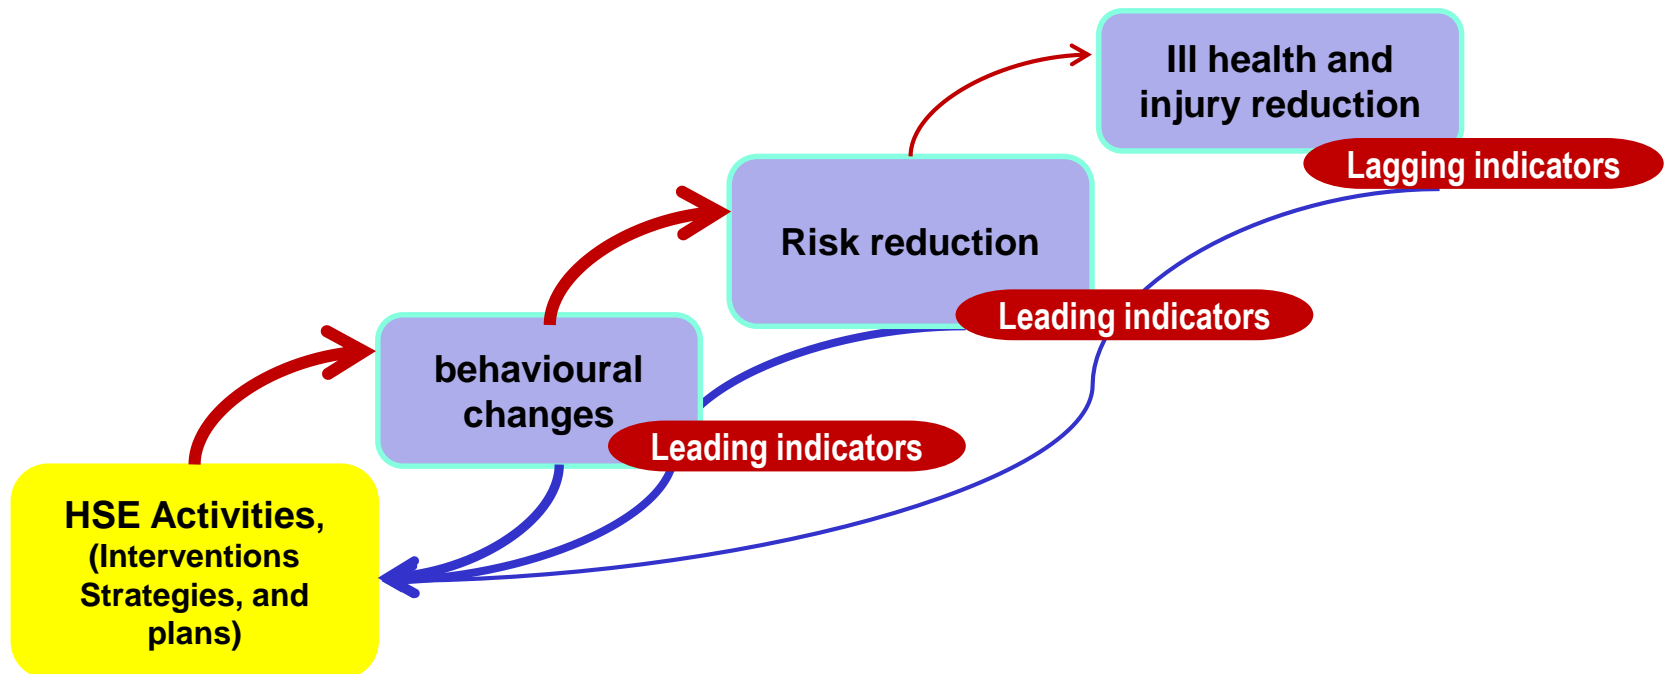 Ill health and
injury reduction
Lagging indicators
Risk reduction
Leading indicators
behavioural
changes
Leading indicators
HSE Activities,
(Interventions
Strategies, and
plans)